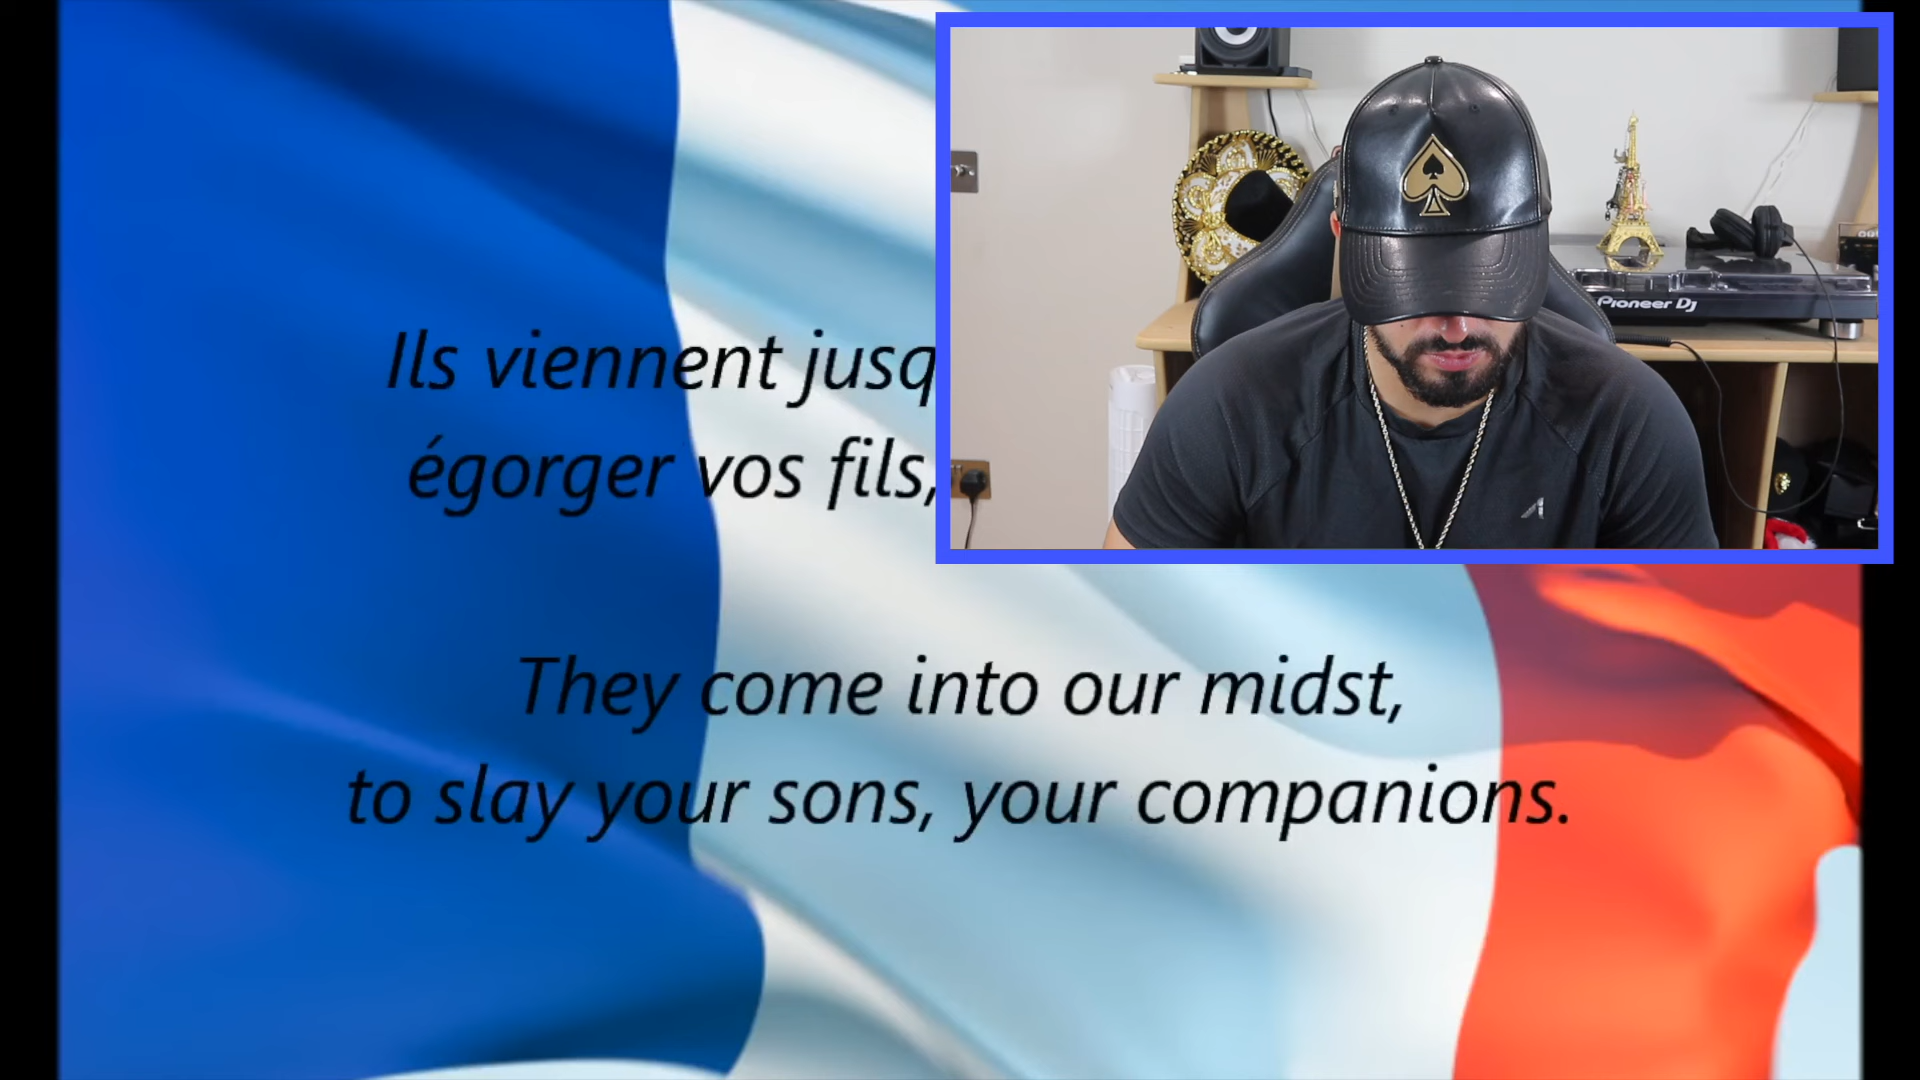 Ils viennent jusq
égorger vos fils,
Pioneer Dj
They come into our midst,
to slay your sons, your companions.